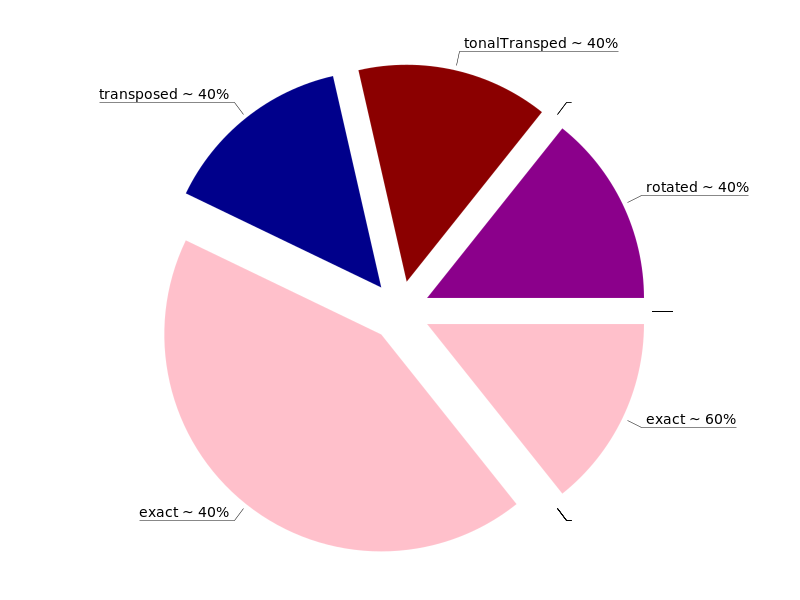 tonalTransped ~ 40%
transposed ~ 40%
rotated ~ 40%
exact ~ 60%
exact ~ 40%